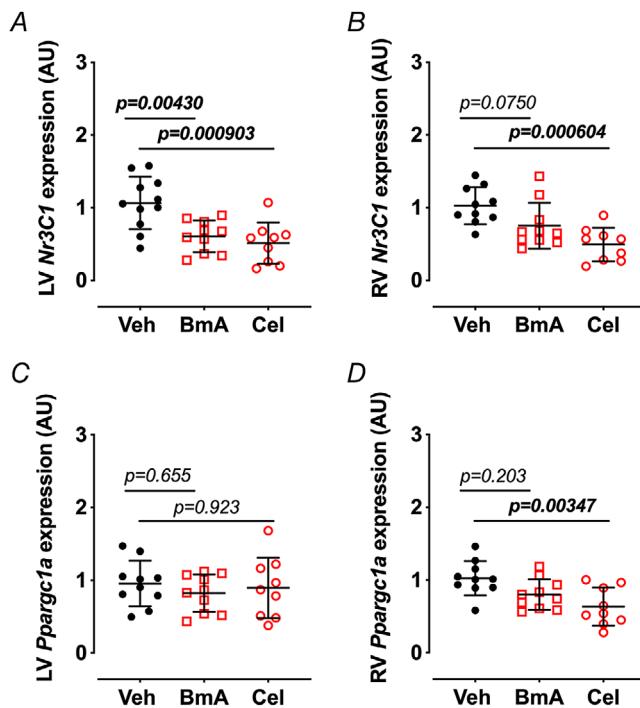 A
LV Nr3C1 expression (AU)
3
2
1
0
p=0.00430
p=0.000903
Veh BmA Cel
B
RV Nr3C1 expression (AU)
3
2
1
0
p=0.0750
p=0.000604
Veh BmA Cel
C
LV Ppargc1a expression (AU)
3
2
1
0
p=0.655
p=0.923
Veh BmA Cel
D
RV Ppargc1a expression (AU)
3
2
1
0
p=0.203
p=0.00347
Veh BmA Cel